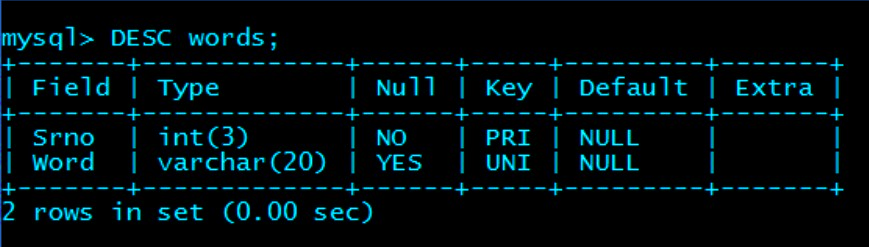 mysql> DESC words;
+-------+-------------+------+-----+---------+-------+
| Field | Type        | Null | Key | Default | Extra |
+-------+-------------+------+-----+---------+-------+
| Srno  | int(3)      | NO   | PRI | NULL    |       |
| Word  | varchar(20) | YES  | UNI | NULL    |       |
+-------+-------------+------+-----+---------+-------+
2 rows in set (0.00 sec)